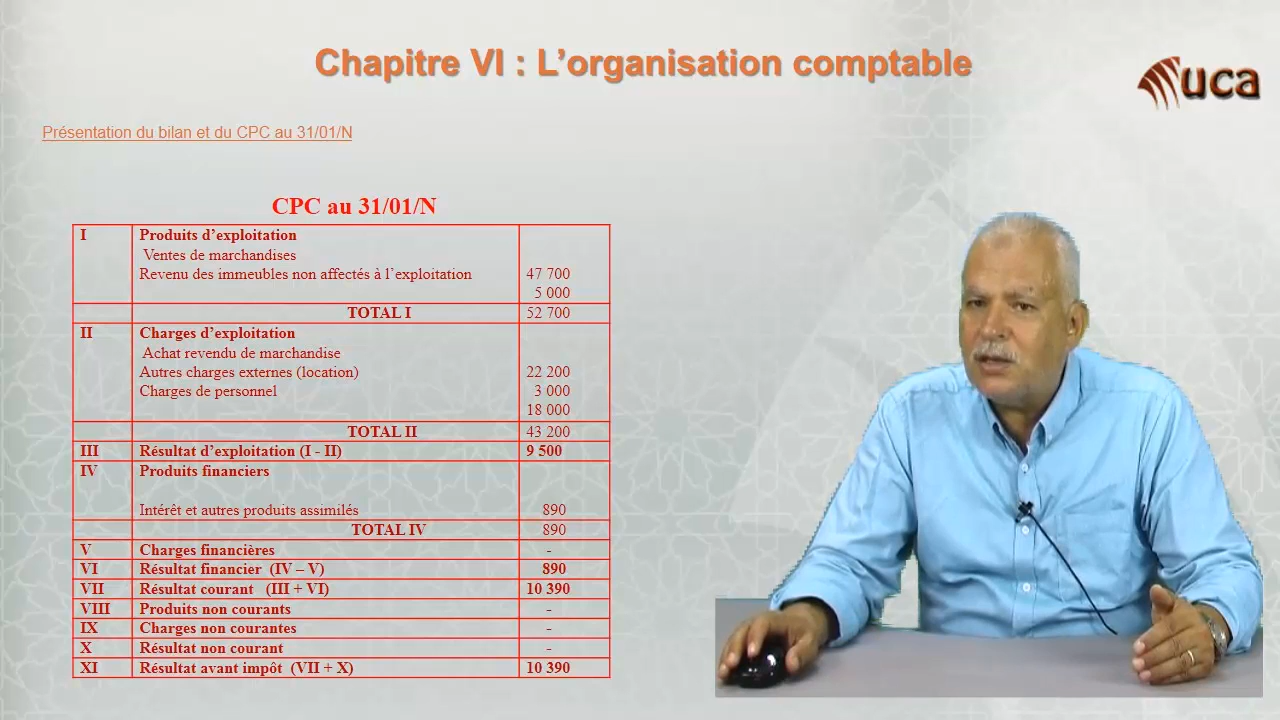 Chapitre VI : L’organisation comptable
uca
Présentation du bilan et du CPC au 31/01/N
CPC au 31/01/N
I Produits d’exploitation
Ventes de marchandises
Revenu des immeubles non affectés à l’exploitation 47 700
5 000
TOTAL I 52 700
II Charges d’exploitation
Achat revendu de marchandise
Autres charges externes (location) 22 200
Charges de personnel 3 000
18 000
TOTAL II 43 200
III Résultat d’exploitation (I - II) 9 500
IV Produits financiers
Intérêt et autres produits assimilés 890
TOTAL IV 890
V Charges financières -
VI Résultat financier (IV – V) 890
VII Résultat courant (III + VI) 10 390
VIII Produits non courants -
IX Charges non courantes -
X Résultat non courant -
XI Résultat avant impôt (VII + X) 10 390